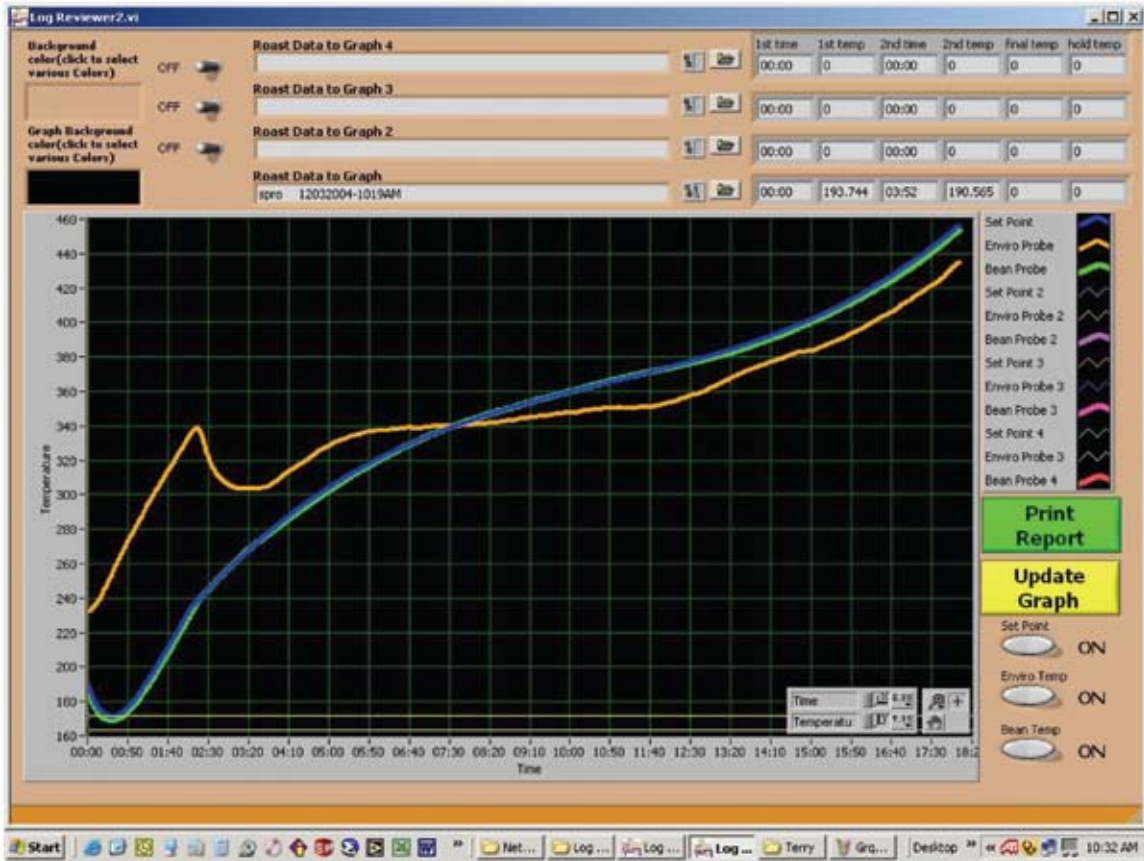 Log Reviewer2.vi
Background color(click to select various Colors)
OFF
OFF
Graph Background color(click to select various Colors)
OFF
Roast Data to Graph 4
Roast Data to Graph 3
Roast Data to Graph 2
Roast Data to Graph
spro 12032004-1019AM
1st time 1st temp 2nd time 2nd temp final temp hold temp
00:00 0 00:00 0 0 0
00:00 0 00:00 0 0 0
00:00 0 00:00 0 0 0
00:00 193.744 03:52 190.565 0 0
460
440
420
400
380
360
340
320
300
280
260
240
220
200
180
160
Temperature
00:00 00:50 01:40 02:30 03:20 04:10 05:00 05:50 06:40 07:30 08:20 09:10 10:00 10:50 11:40 12:30 13:20 14:10 15:00 15:50 16:40 17:30 18:2
Time
Time
Temperatu
Set Point
Enviro Probe
Bean Probe
Set Point 2
Enviro Probe 2
Bean Probe 2
Set Point 3
Enviro Probe 3
Bean Probe 3
Set Point 4
Enviro Probe 3
Bean Probe 4
Print Report
Update Graph
Set Point
ON
Enviro Temp
ON
Bean Temp
ON
Start Net... Log ... Log ... Log ... Terry Grq... Desktop 10:32 AM